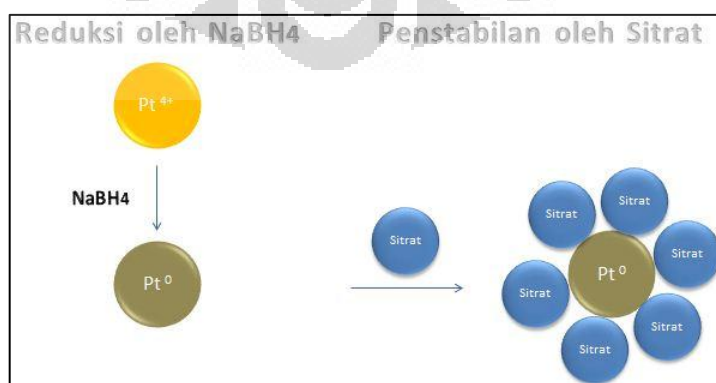 Reduksi oleh NaBH4
Penstabilan oleh Sitrat
Pt 4+
NaBH4
Pt 0
Sitrat
Sitrat
Sitrat
Sitrat
Pt 0
Sitrat
Sitrat
Sitrat